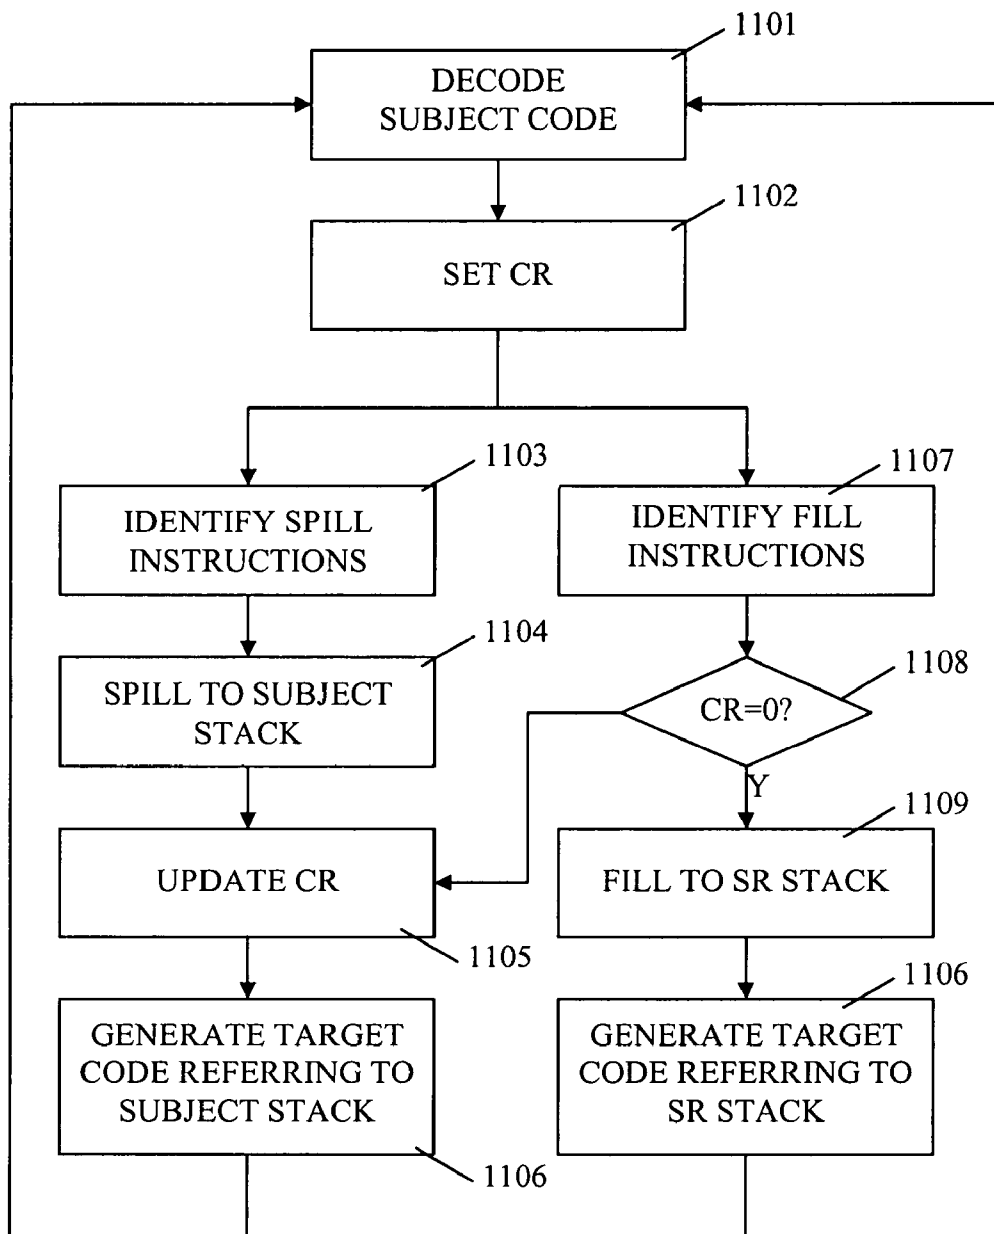 1101
DECODE
SUBJECT CODE
1102
SET CR
1103
IDENTIFY SPILL
INSTRUCTIONS
1107
IDENTIFY FILL
INSTRUCTIONS
1104
SPILL TO SUBJECT
STACK
1108
CR=0?
Y
1109
UPDATE CR
1105
FILL TO SR STACK
1106
GENERATE TARGET
CODE REFERRING TO
SUBJECT STACK
1106
GENERATE TARGET
CODE REFERRING TO
SR STACK